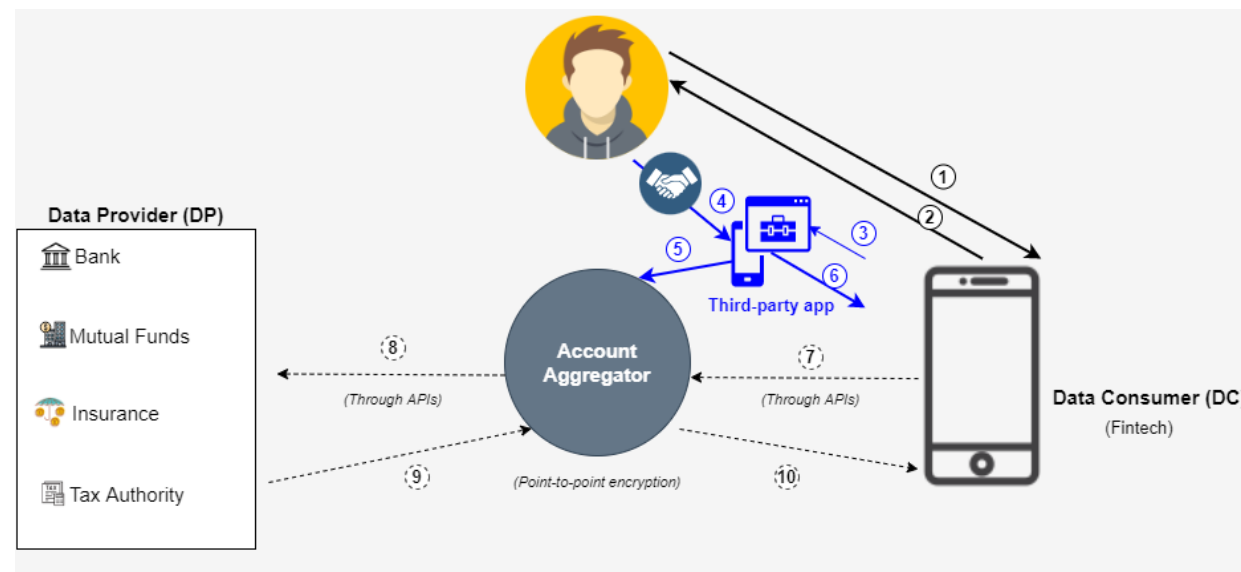 1
2
Data Provider (DP)
Bank
Mutual Funds
Insurance
TAX
Tax Authority
3
4
5
6
Third-party app
Account
Aggregator
7
(Through APIs)
8
(Through APIs)
9
(Point-to-point encryption)
10
Data Consumer (DC
(Fintech)